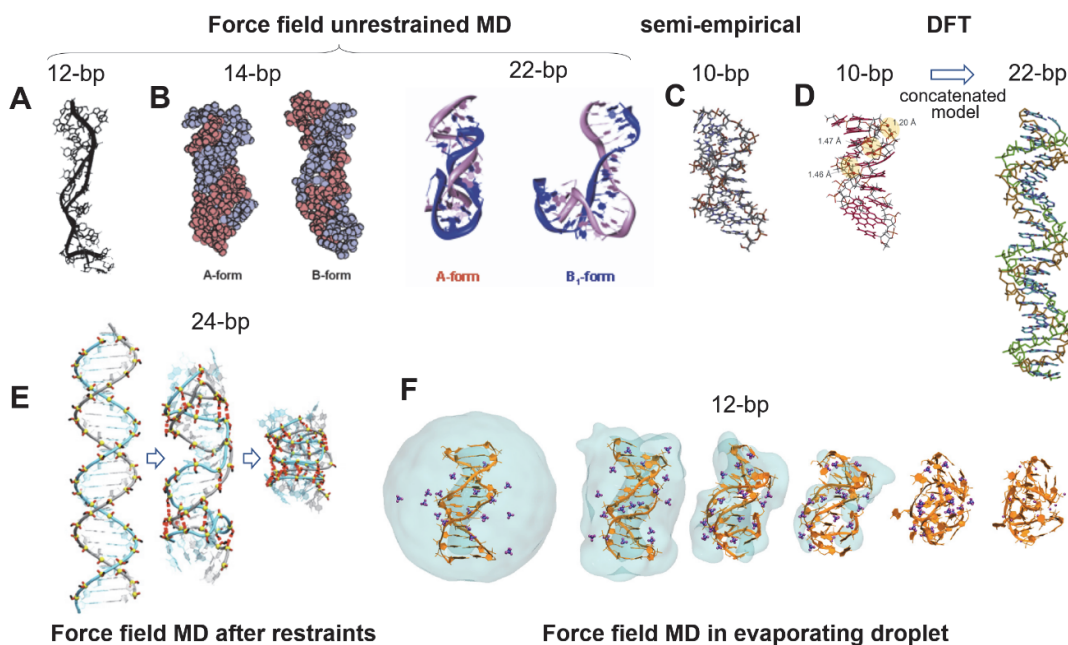 Force field unrestrained MD
semi-empirical
DFT
12-bp
14-bp
22-bp
10-bp
10-bp
22-bp
concatenated
model
A
B
C
D
1.20 Å
1.47 Å
1.46 Å
A-form
B-form
A-form
B₁-form
24-bp
E
F
12-bp
Force field MD after restraints
Force field MD in evaporating droplet